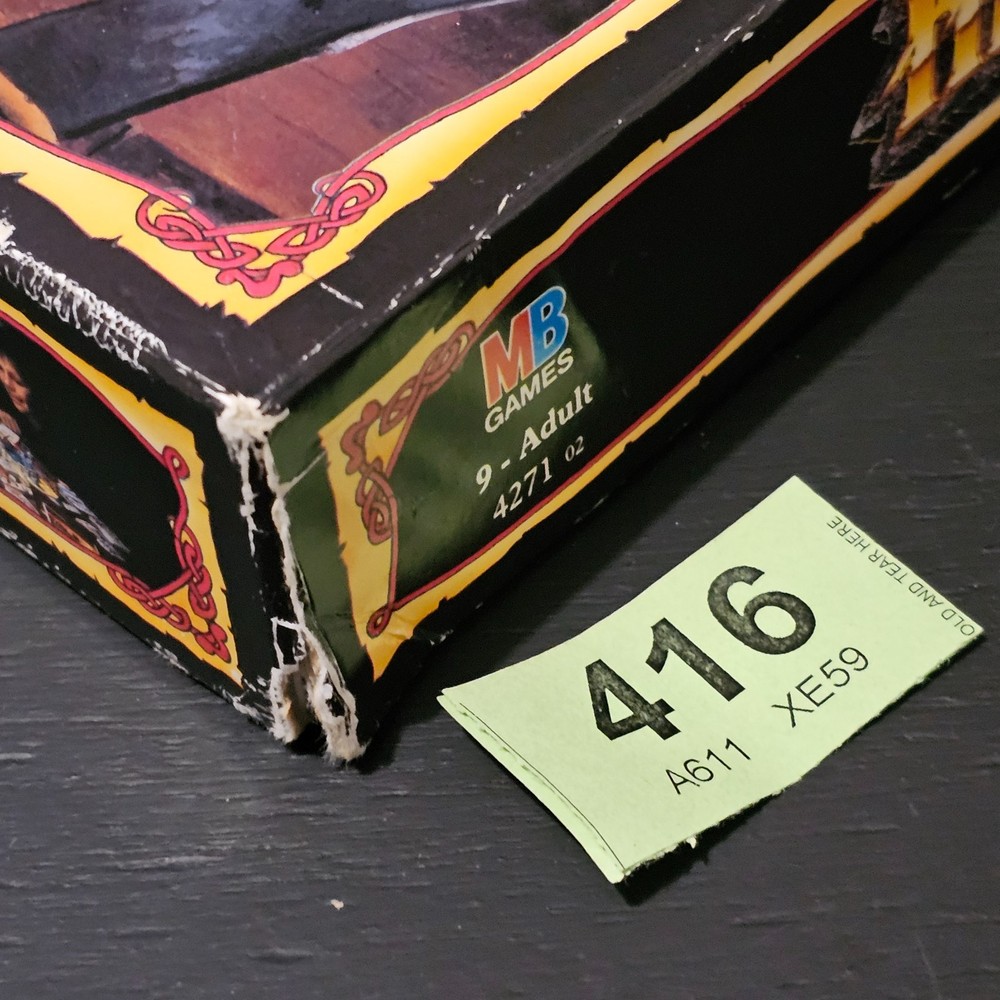 MB
GAMES
9 - Adult
4271 02
OLD AND TEAR HERE
416
A611 XE59